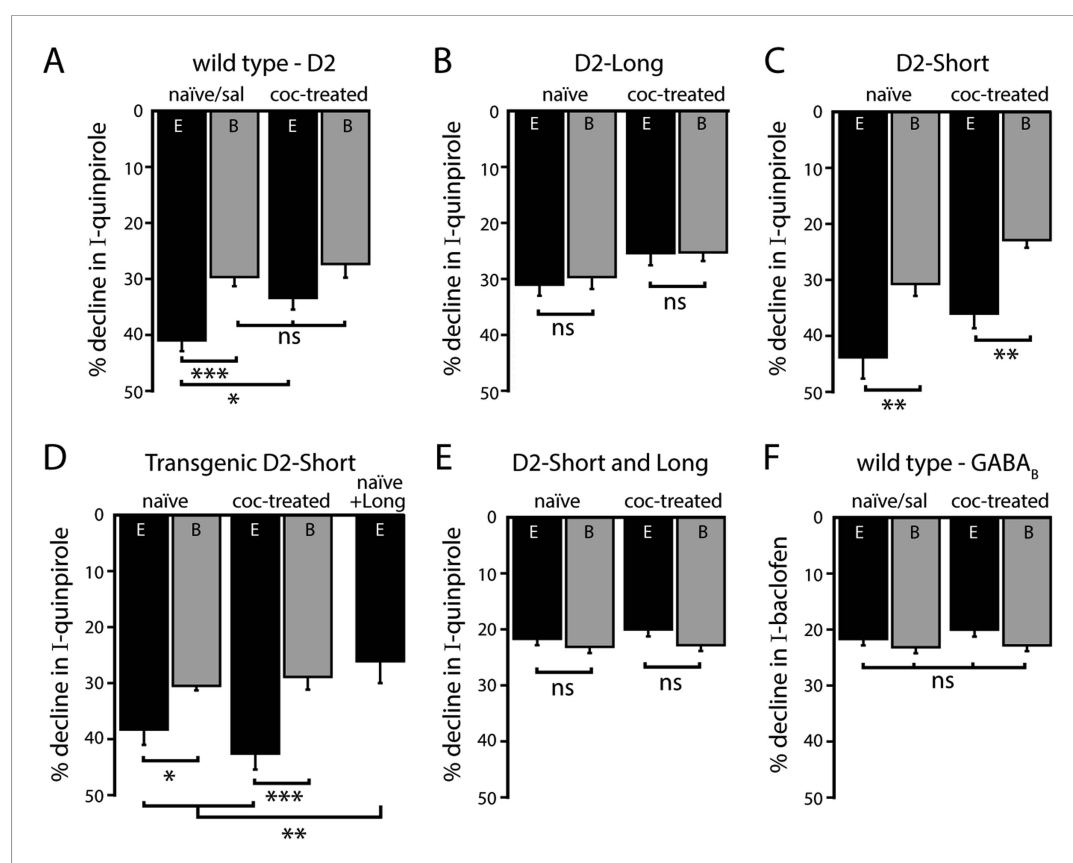 A
wild type - D2
naïve/sal coc-treated
% decline in I-quinpirole
0
10
20
30
40
50
E B E B
ns
***
*
B
D2-Long
naïve coc-treated
% decline in I-quinpirole
0
10
20
30
40
50
E B E B
ns ns
C
D2-Short
naïve coc-treated
% decline in I-quinpirole
0
10
20
30
40
50
E B E B
** **
D
Transgenic D2-Short
naïve coc-treated naïve
+Long
% decline in I-quinpirole
0
10
20
30
40
50
E B E B E
* ***
**
E
D2-Short and Long
naïve coc-treated
% decline in I-quinpirole
0
10
20
30
40
50
E B E B
ns ns
F
wild type - GABA_B
naïve/sal coc-treated
% decline in I-baclofen
0
10
20
30
40
50
E B E B
ns